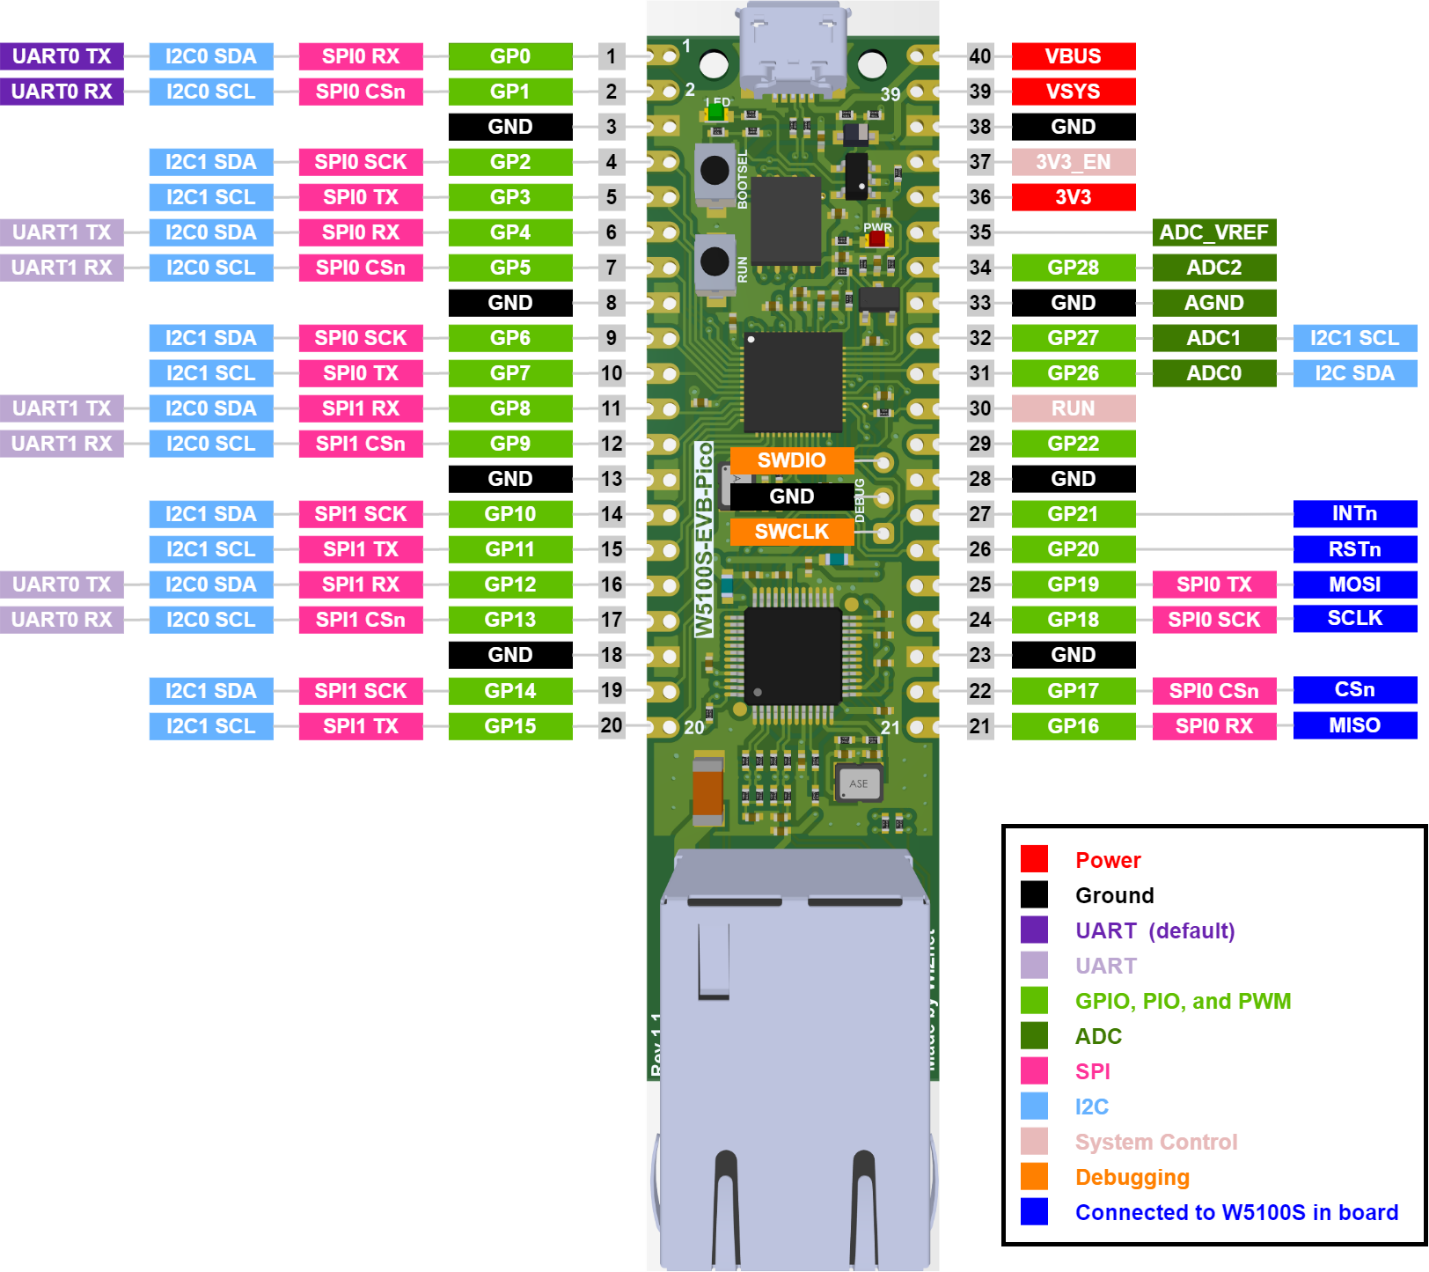 UART0 TX I2C0 SDA SPI0 RX GP0 1 1 40 VBUS
UART0 RX I2C0 SCL SPI0 CSn GP1 2 2 39 39 VSYS
LED
GND 3 38 GND
I2C1 SDA SPI0 SCK GP2 4 BOOTSEL 37 3V3_EN
I2C1 SCL SPI0 TX GP3 5 36 3V3
UART1 TX I2C0 SDA SPI0 RX GP4 6 PWR 35 ADC_VREF
UART1 RX I2C0 SCL SPI0 CSn GP5 7 RUN 34 GP28 ADC2
GND 8 33 GND AGND
I2C1 SDA SPI0 SCK GP6 9 32 GP27 ADC1 I2C1 SCL
I2C1 SCL SPI0 TX GP7 10 31 GP26 ADC0 I2C SDA
UART1 TX I2C0 SDA SPI1 RX GP8 11 30 RUN
UART1 RX I2C0 SCL SPI1 CSn GP9 12 29 GP22
SWDIO
GND 13 28 GND
GND DEBUG
W5100S-EVB-Pico
I2C1 SDA SPI1 SCK GP10 14 27 GP21 INTn
SWCLK
I2C1 SCL SPI1 TX GP11 15 26 GP20 RSTn
UART0 TX I2C0 SDA SPI1 RX GP12 16 25 GP19 SPI0 TX MOSI
UART0 RX I2C0 SCL SPI1 CSn GP13 17 24 GP18 SPI0 SCK SCLK
GND 18 23 GND
I2C1 SDA SPI1 SCK GP14 19 22 GP17 SPI0 CSn CSn
I2C1 SCL SPI1 TX GP15 20 20 21 21 GP16 SPI0 RX MISO
ASE
Rev 1.1
Made by Wiznet
Power
Ground
UART (default)
UART
GPIO, PIO, and PWM
ADC
SPI
I2C
System Control
Debugging
Connected to W5100S in board